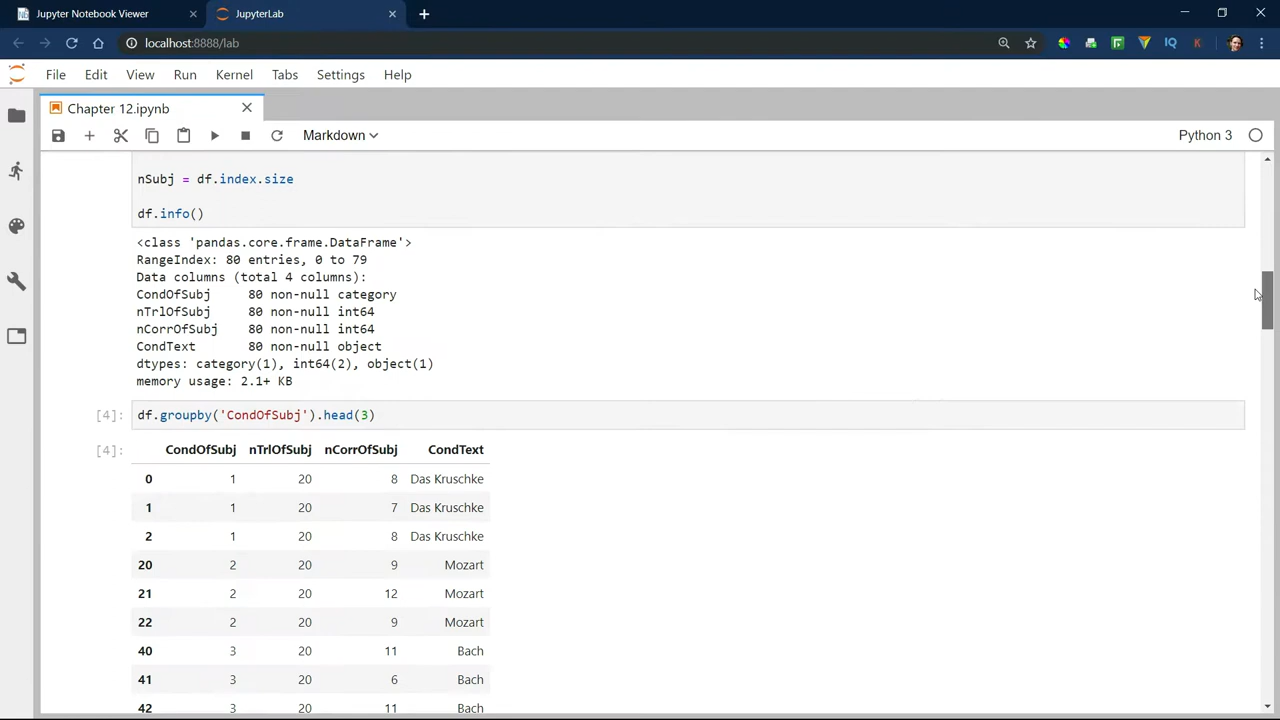 Jupyter Notebook Viewer
JupyterLab
localhost:8888/lab
File Edit View Run Kernel Tabs Settings Help
Chapter 12.ipynb
Markdown
Python 3
nSubj = df.index.size
df.info()
<class 'pandas.core.frame.DataFrame'>
RangeIndex: 80 entries, 0 to 79
Data columns (total 4 columns):
CondOfSubj 80 non-null category
nTrlOfSubj 80 non-null int64
nCorrOfSubj 80 non-null int64
CondText 80 non-null object
dtypes: category(1), int64(2), object(1)
memory usage: 2.1+ KB
[4]: df.groupby('CondOfSubj').head(3)
[4]: CondOfSubj nTrlOfSubj nCorrOfSubj CondText
0 1 20 8 Das Kruschke
1 1 20 7 Das Kruschke
2 1 20 8 Das Kruschke
20 2 20 9 Mozart
21 2 20 12 Mozart
22 2 20 9 Mozart
40 3 20 11 Bach
41 3 20 6 Bach
42 3 20 11 Bach